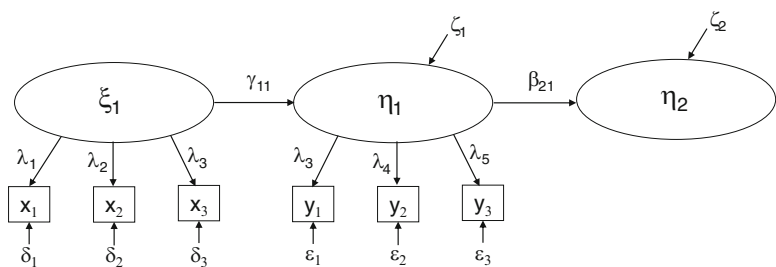 ζ1 ζ2
γ11 β21
ξ1 η1 η2
λ1 λ2 λ3 λ3 λ4 λ5
x1 x2 x3 y1 y2 y3
δ1 δ2 δ3 ε1 ε2 ε3